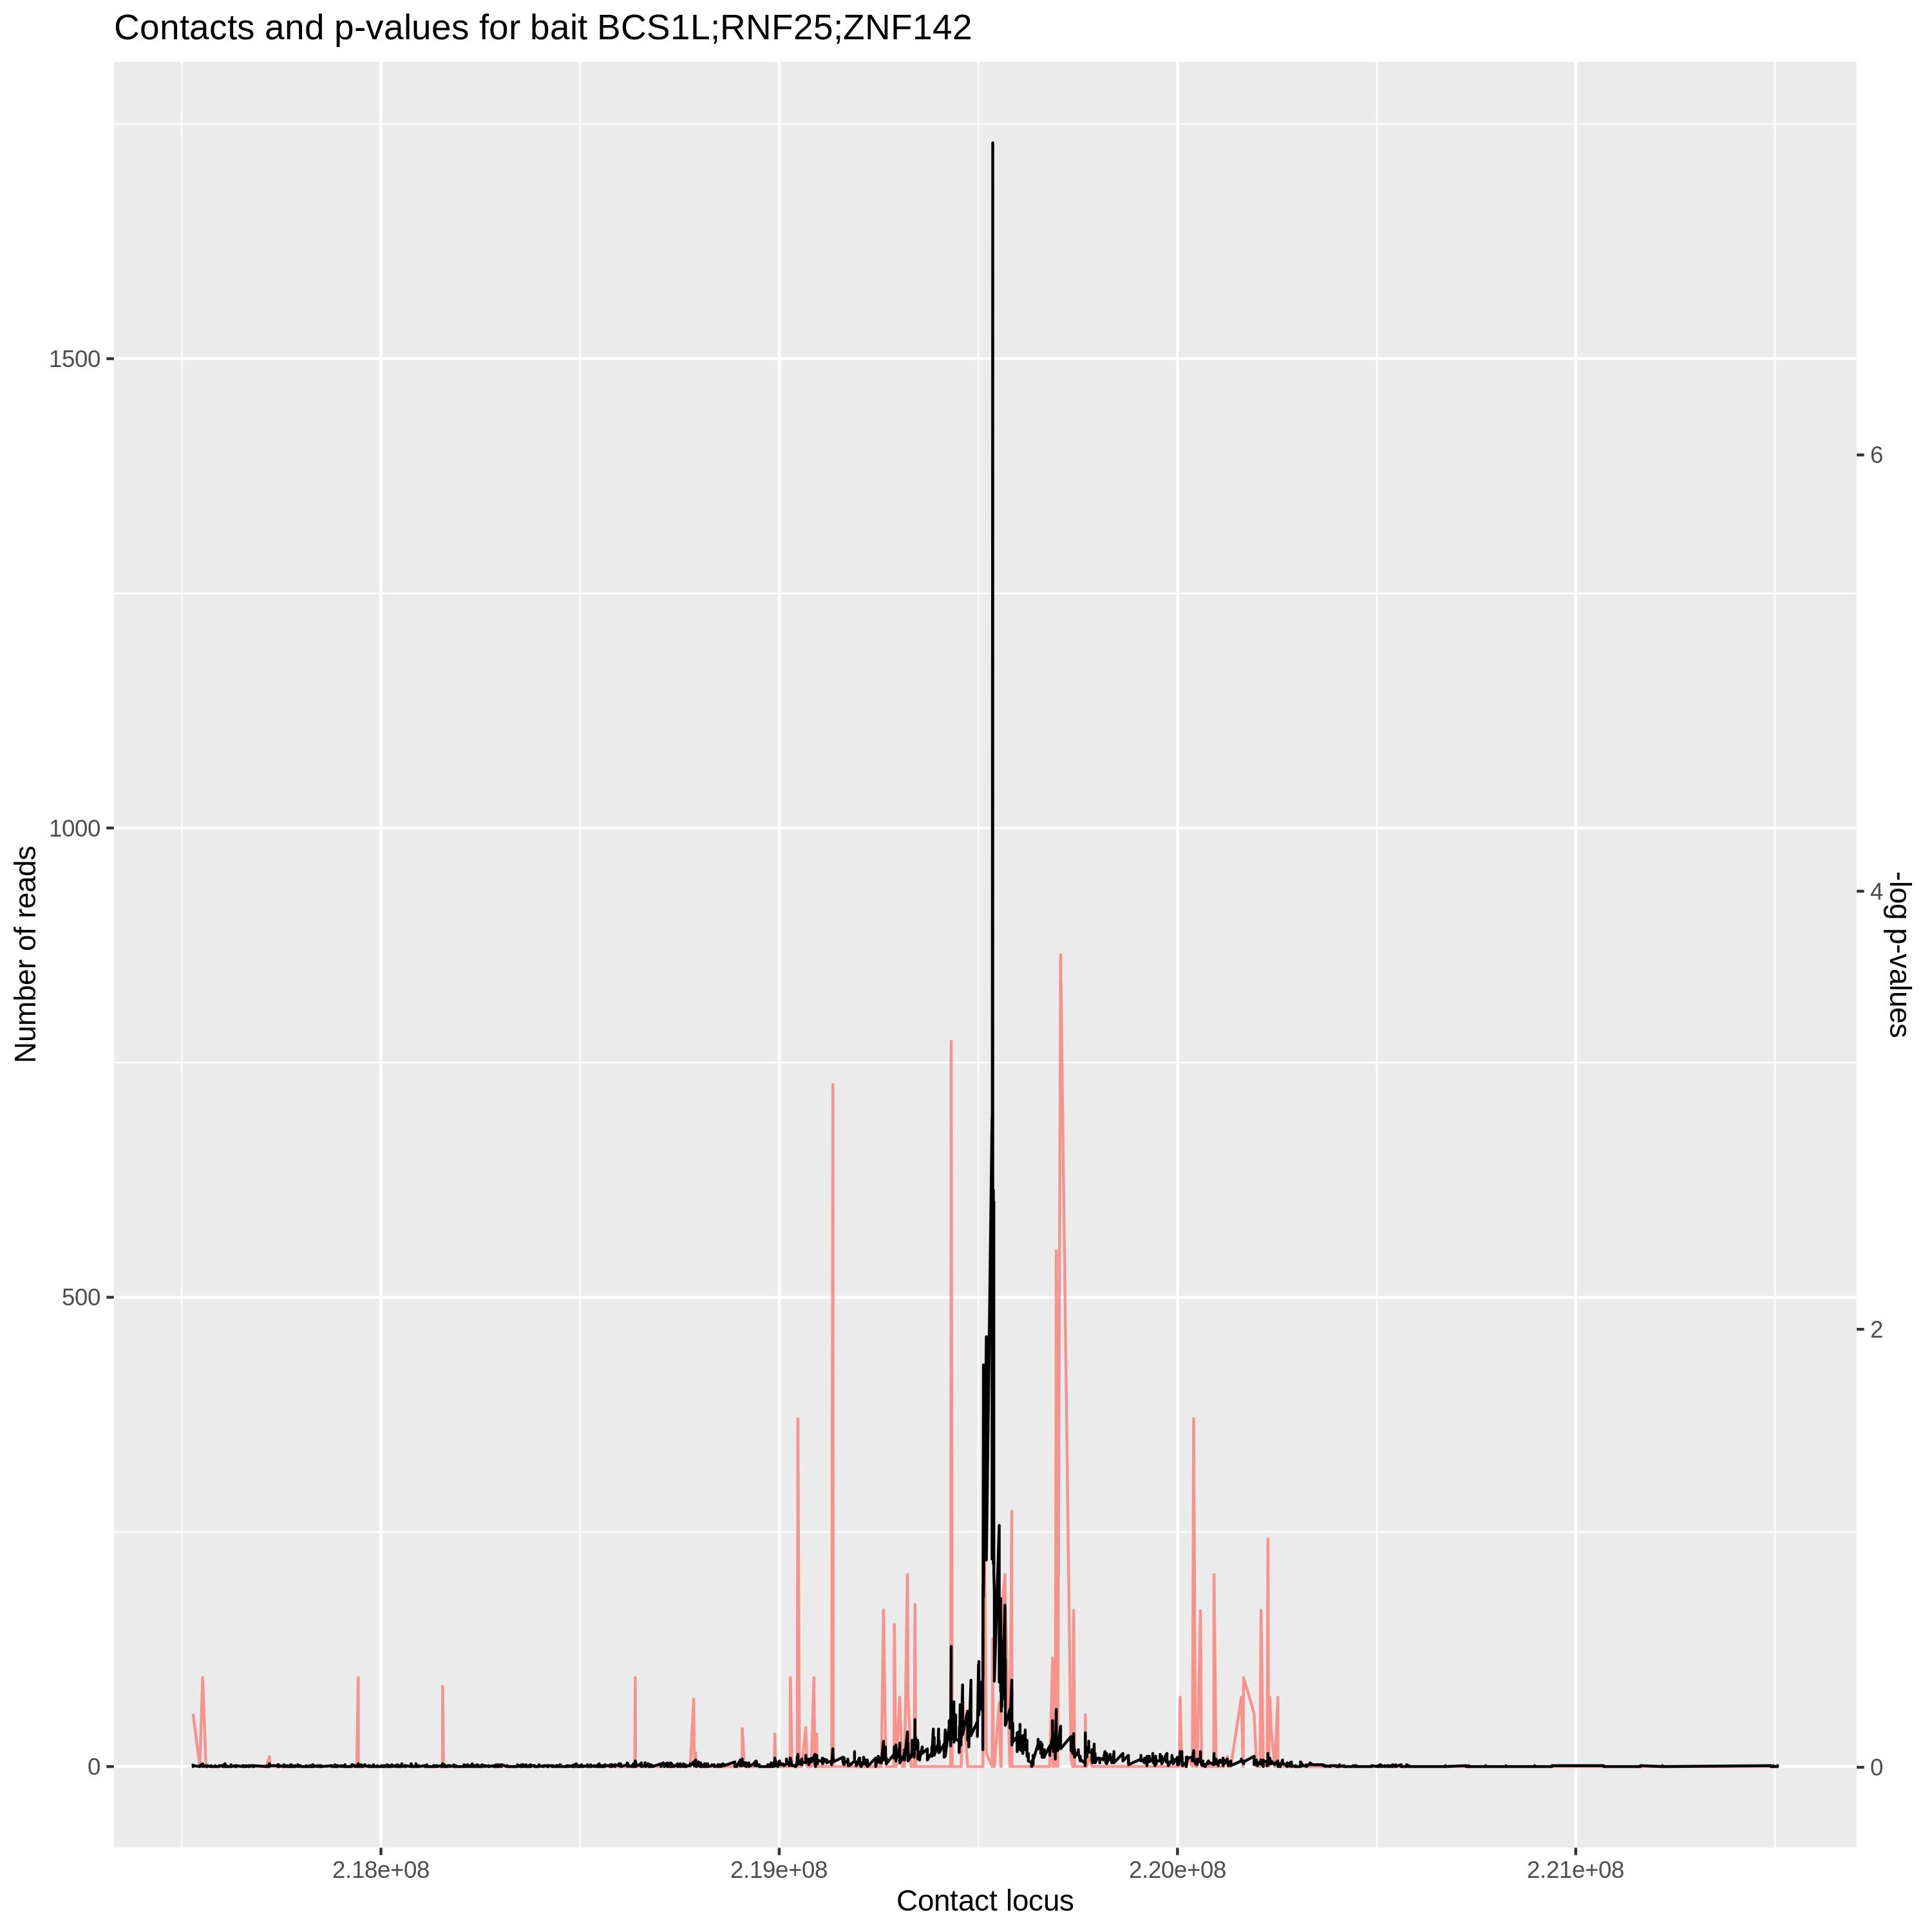 Contacts and p-values for bait BCS1L;RNF25;ZNF142
1500
1000
500
0
Number of reads
6
4
2
0
-log p-values
2.18e+08
2.19e+08
2.20e+08
2.21e+08
Contact locus